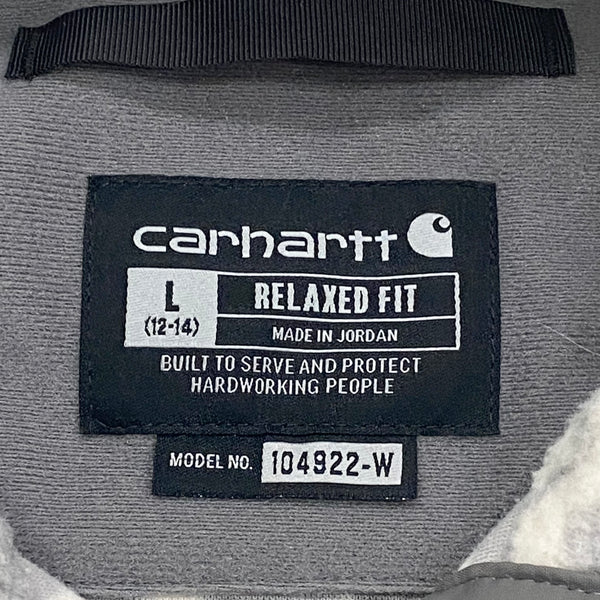 carhartt
L
(12-14)
RELAXED FIT
MADE IN JORDAN
BUILT TO SERVE AND PROTECT
HARDWORKING PEOPLE
MODEL NO. 104922-W